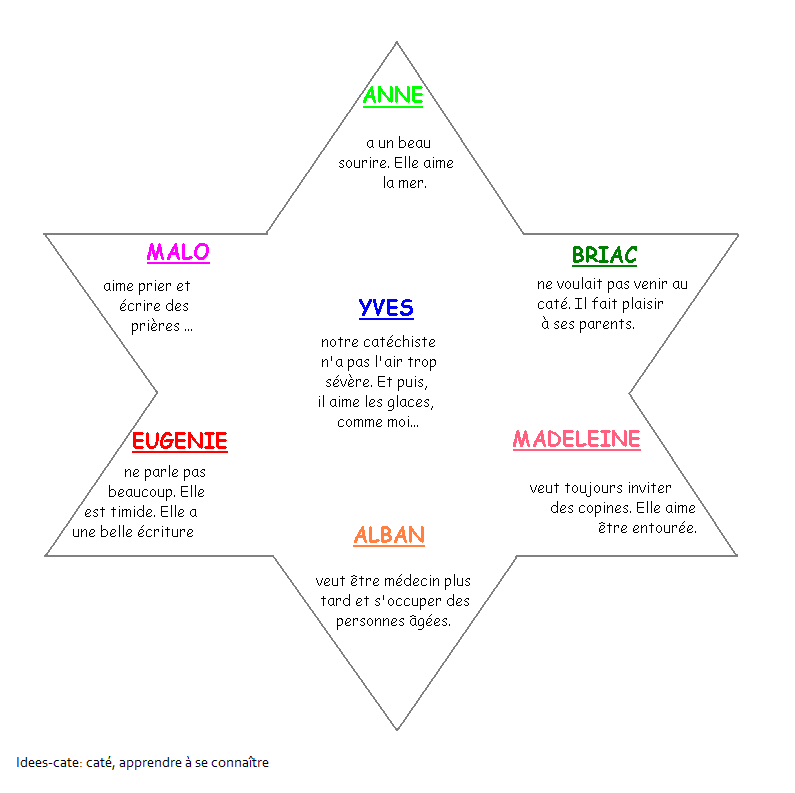 ANNE
a un beau
sourire. Elle aime
la mer.
MALO
aime prier et
écrire des
prières ...
BRIAC
ne voulait pas venir au
caté. Il fait plaisir
à ses parents.
YVES
notre catéchiste
n'a pas l'air trop
sévère. Et puis,
il aime les glaces,
comme moi...
EUGENIE
ne parle pas
beaucoup. Elle
est timide. Elle a
une belle écriture
MADELEINE
veut toujours inviter
des copines. Elle aime
être entourée.
ALBAN
veut être médecin plus
tard et s'occuper des
personnes âgées.
Idees-cate: caté, apprendre à se connaître